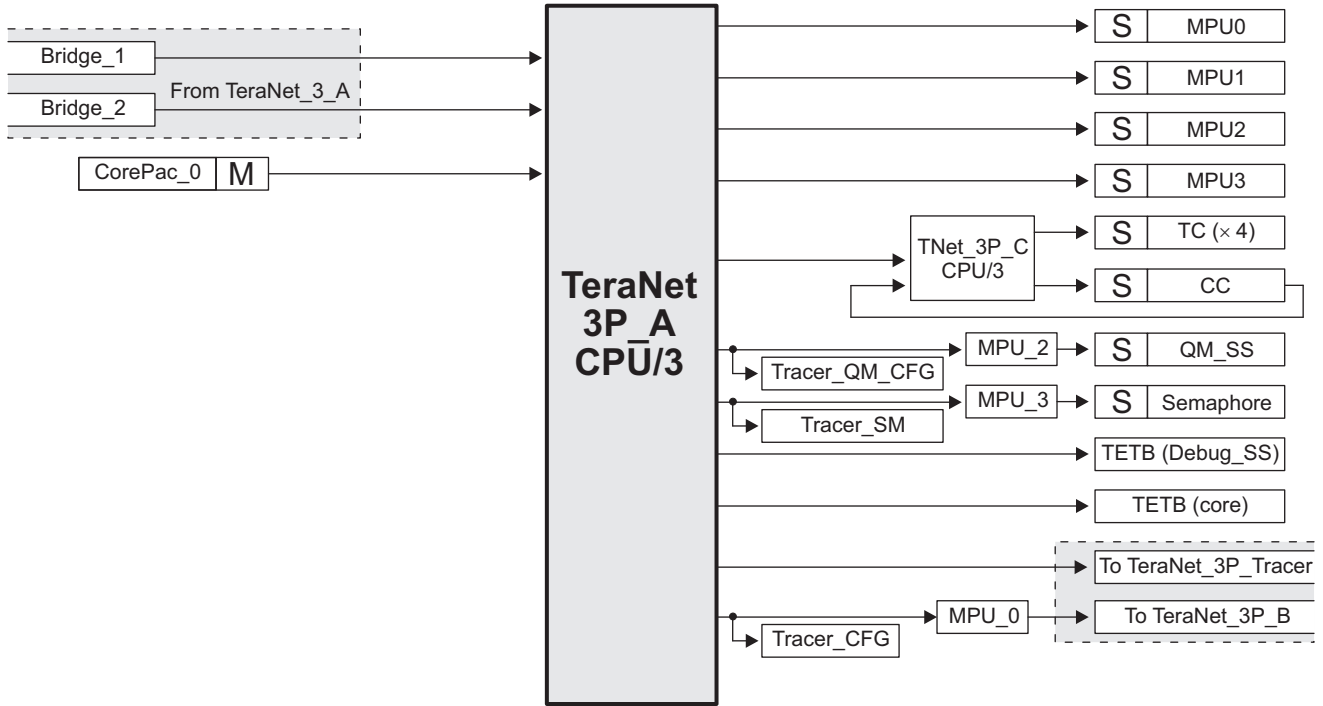 Bridge_1
From TeraNet_3_A
Bridge_2
CorePac_0 M
TeraNet
3P_A
CPU/3
S MPU0
S MPU1
S MPU2
S MPU3
TNet_3P_C
CPU/3
S TC (× 4)
S CC
MPU_2 S QM_SS
Tracer_QM_CFG
MPU_3 S Semaphore
Tracer_SM
TETB (Debug_SS)
TETB (core)
To TeraNet_3P_Tracer
MPU_0 To TeraNet_3P_B
Tracer_CFG